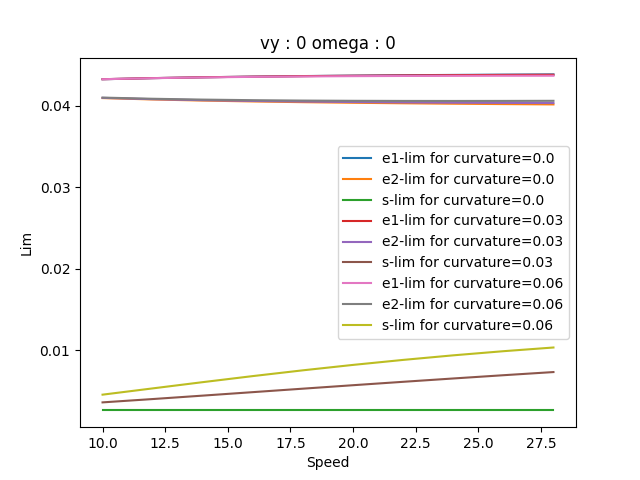 vy : 0 omega : 0
Lim
0.04
0.03
0.02
0.01
e1-lim for curvature=0.0
e2-lim for curvature=0.0
s-lim for curvature=0.0
e1-lim for curvature=0.03
e2-lim for curvature=0.03
s-lim for curvature=0.03
e1-lim for curvature=0.06
e2-lim for curvature=0.06
s-lim for curvature=0.06
10.0 12.5 15.0 17.5 20.0 22.5 25.0 27.5
Speed